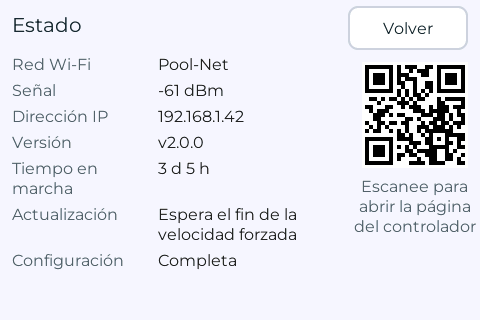 Estado
Volver
Red Wi-Fi Pool-Net
Señal -61 dBm
Dirección IP 192.168.1.42
Versión v2.0.0
Tiempo en marcha 3 d 5 h
Actualización Espera el fin de la
velocidad forzada
Configuración Completa
Escanee para
abrir la página
del controlador